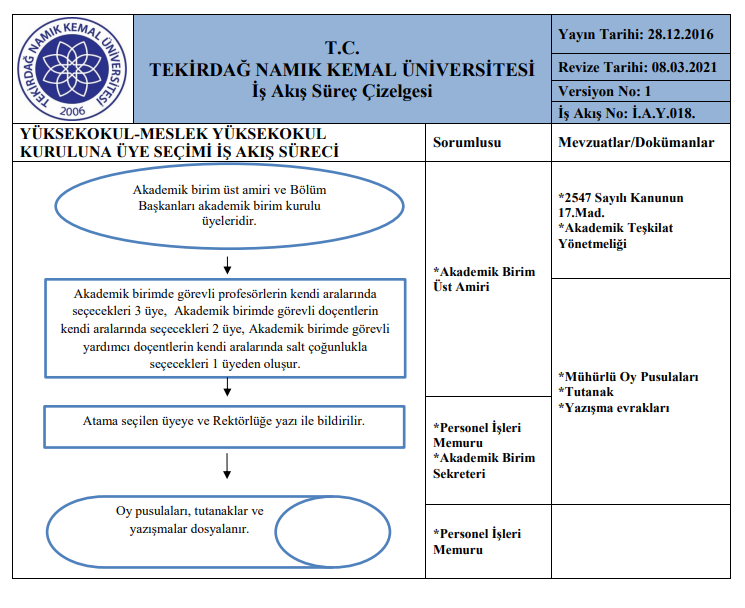 TEKİRDAĞ NAMIK KEMAL ÜNİVERSİTESİ
2006
T.C.
TEKİRDAĞ NAMIK KEMAL ÜNİVERSİTESİ
İş Akış Süreç Çizelgesi
Yayın Tarihi: 28.12.2016
Revize Tarihi: 08.03.2021
Versiyon No: 1
İş Akış No: İ.A.Y.018.
YÜKSEKOKUL-MESLEK YÜKSEKOKUL
KURULUNA ÜYE SEÇİMİ İŞ AKIŞ SÜRECİ
Sorumlusu
Mevzuatlar/Dokümanlar
Akademik birim üst amiri ve Bölüm
Başkanları akademik birim kurulu
üyeleridir.
*2547 Sayılı Kanunun
17.Mad.
*Akademik Teşkilat
Yönetmeliği
*Akademik Birim
Üst Amiri
Akademik birimde görevli profesörlerin kendi aralarında
seçecekleri 3 üye, Akademik birimde görevli doçentlerin
kendi aralarında seçecekleri 2 üye, Akademik birimde görevli
yardımcı doçentlerin kendi aralarında salt çoğunlukla
seçecekleri 1 üyeden oluşur.
*Mühürlü Oy Pusulaları
*Tutanak
*Yazışma evrakları
Atama seçilen üyeye ve Rektörlüğe yazı ile bildirilir.
*Personel İşleri
Memuru
*Akademik Birim
Sekreteri
Oy pusulaları, tutanaklar ve
yazışmalar dosyalanır.
*Personel İşleri
Memuru